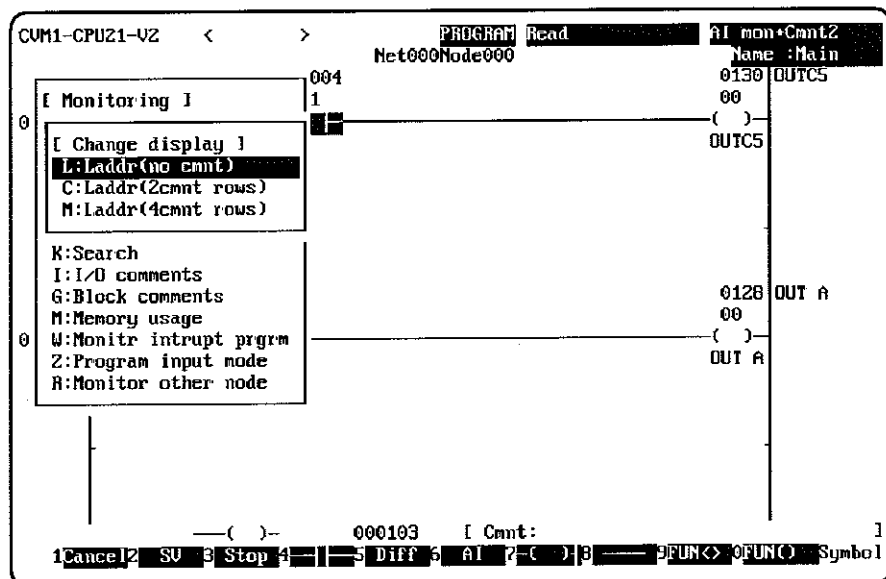 CVM1-CPU21-V2 < > PROGRAM Read AI mon+Cmnt2
Net000Node000 Name :Main
004 0130 OUTC5
[ Monitoring ] 1 00
0 ( )
[ Change display ] OUTC5
L:Laddr(no cmnt)
C:Laddr(2cmnt rows)
M:Laddr(4cmnt rows)
K:Search
I:I/O comments
G:Block comments 0128 OUT A
M:Memory usage 00
0 W:Monitr intrupt prgrm ( )
Z:Program input mode OUT A
R:Monitor other node
( ) 000103 [ Cmnt: ]
1Cancel2 SV 3 Stop 4 5 Diff 6 AI 7-( )-8 9FUN<> 0FUN() Symbol